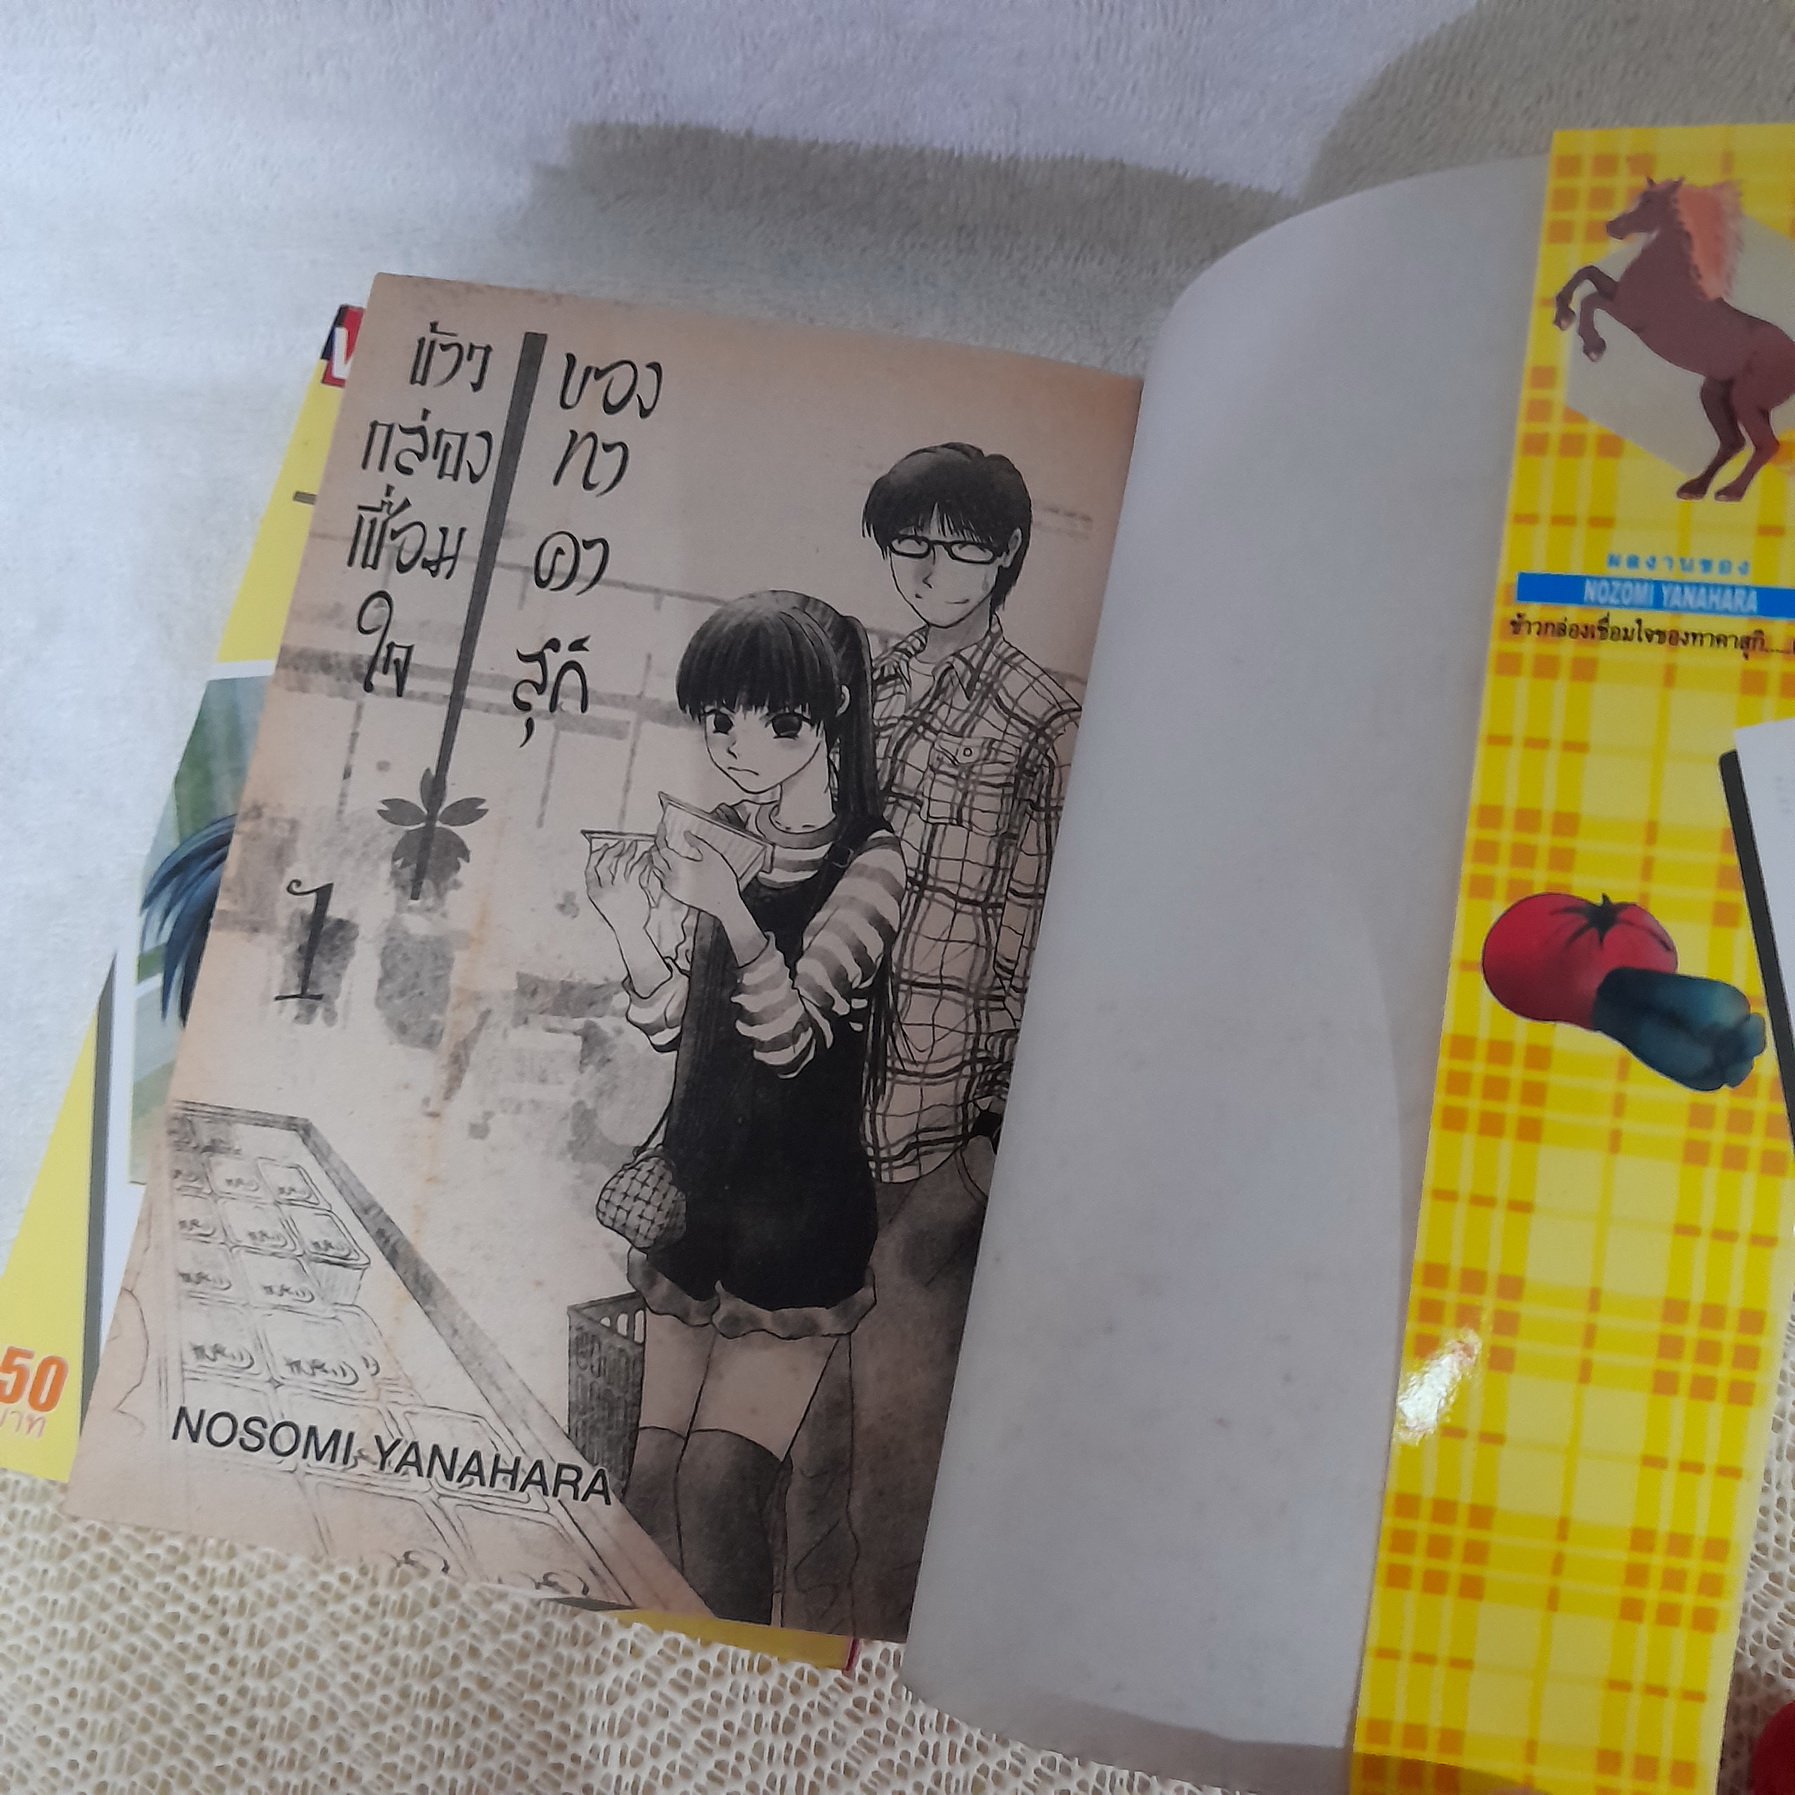 ข้าว
กล่อง
เชื่อม
ใจ
ของ
ทา
คา
สุกิ
1
NOSOMI YANAHARA
ผลงานของ
NOZOMI YANAHARA
ข้าวกล่องเชื่อมใจของทาคาสุกิ.....
50
บาท